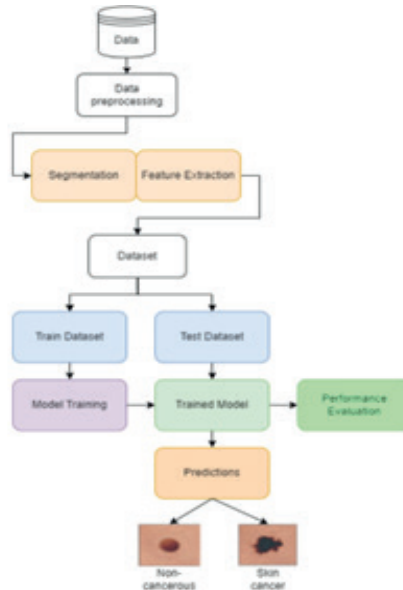 Data
Data
preprocessing
Segmentation
Feature Extraction
Dataset
Train Dataset
Test Dataset
Model Training
Trained Model
Performance
Evaluation
Predictions
Non-
cancerous
Skin
cancer